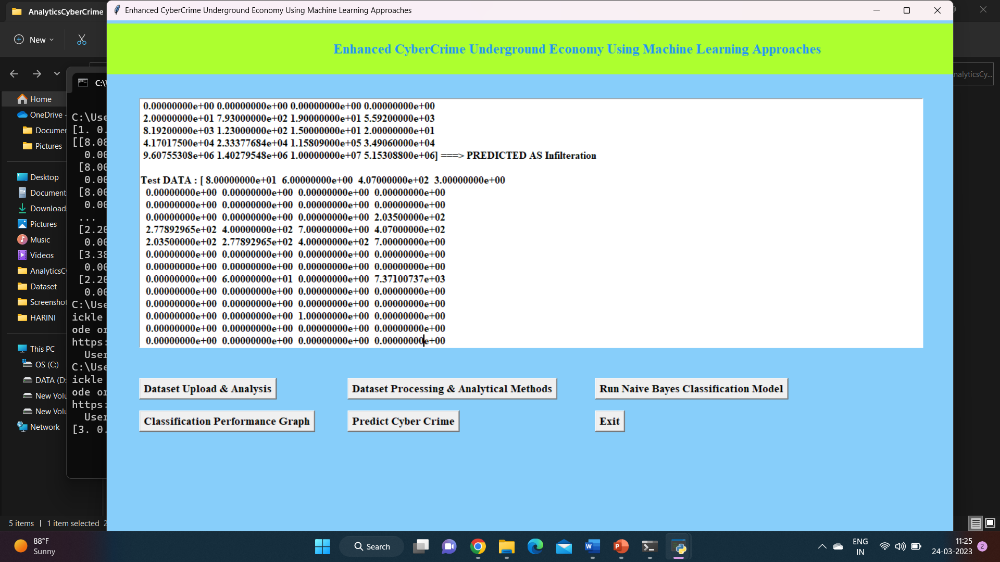 AnalyticsCyberCrime
New
Home
OneDrive -
Documer
Pictures
Desktop
Document
Download
Pictures
Music
Videos
AnalyticsCy
Dataset
Screenshot
HARINI
This PC
OS (C:)
DATA (D:
New Volu
New Volu
Network
5 items | 1 item selected 2
C:\
C:\Use
[1. 0.
[[8.08
0.00
[8.00
0.00
[8.00
0.00
...
[2.20
0.00
[3.38
0.00
[2.20
0.00
C:\Use
ickle
ode or
https:
User
C:\Use
ickle
ode or
https:
User
[3. 0.
Enhanced CyberCrime Underground Economy Using Machine Learning Approaches
Enhanced CyberCrime Underground Economy Using Machine Learning Approaches
0.00000000e+00 0.00000000e+00 0.00000000e+00 0.00000000e+00
2.00000000e+01 7.93000000e+02 1.90000000e+01 5.59200000e+03
8.19200000e+03 1.23000000e+02 1.50000000e+01 2.00000000e+01
4.17017500e+04 2.33377684e+04 1.15809000e+05 3.49060000e+04
9.60755308e+06 1.40279548e+06 1.00000000e+07 5.15308800e+06] ===> PREDICTED AS Infilteration
Test DATA : [ 8.00000000e+01 6.00000000e+00 4.07000000e+02 3.00000000e+00
0.00000000e+00 0.00000000e+00 0.00000000e+00 0.00000000e+00
0.00000000e+00 0.00000000e+00 0.00000000e+00 0.00000000e+00
0.00000000e+00 0.00000000e+00 0.00000000e+00 2.03500000e+02
2.77892965e+02 4.00000000e+02 7.00000000e+00 4.07000000e+02
2.03500000e+02 2.77892965e+02 4.00000000e+02 7.00000000e+00
0.00000000e+00 0.00000000e+00 0.00000000e+00 0.00000000e+00
0.00000000e+00 0.00000000e+00 0.00000000e+00 0.00000000e+00
0.00000000e+00 6.00000000e+01 0.00000000e+00 7.37100737e+03
0.00000000e+00 0.00000000e+00 0.00000000e+00 0.00000000e+00
0.00000000e+00 0.00000000e+00 0.00000000e+00 0.00000000e+00
0.00000000e+00 0.00000000e+00 1.00000000e+00 0.00000000e+00
0.00000000e+00 0.00000000e+00 0.00000000e+00 0.00000000e+00
0.00000000e+00 0.00000000e+00 0.00000000e+00 0.00000000e+00
Dataset Upload & Analysis
Dataset Processing & Analytical Methods
Run Naive Bayes Classification Model
Classification Performance Graph
Predict Cyber Crime
Exit
nalyticsCy...
88°F
Sunny
Search
ENG
IN
11:25
24-03-2023
2